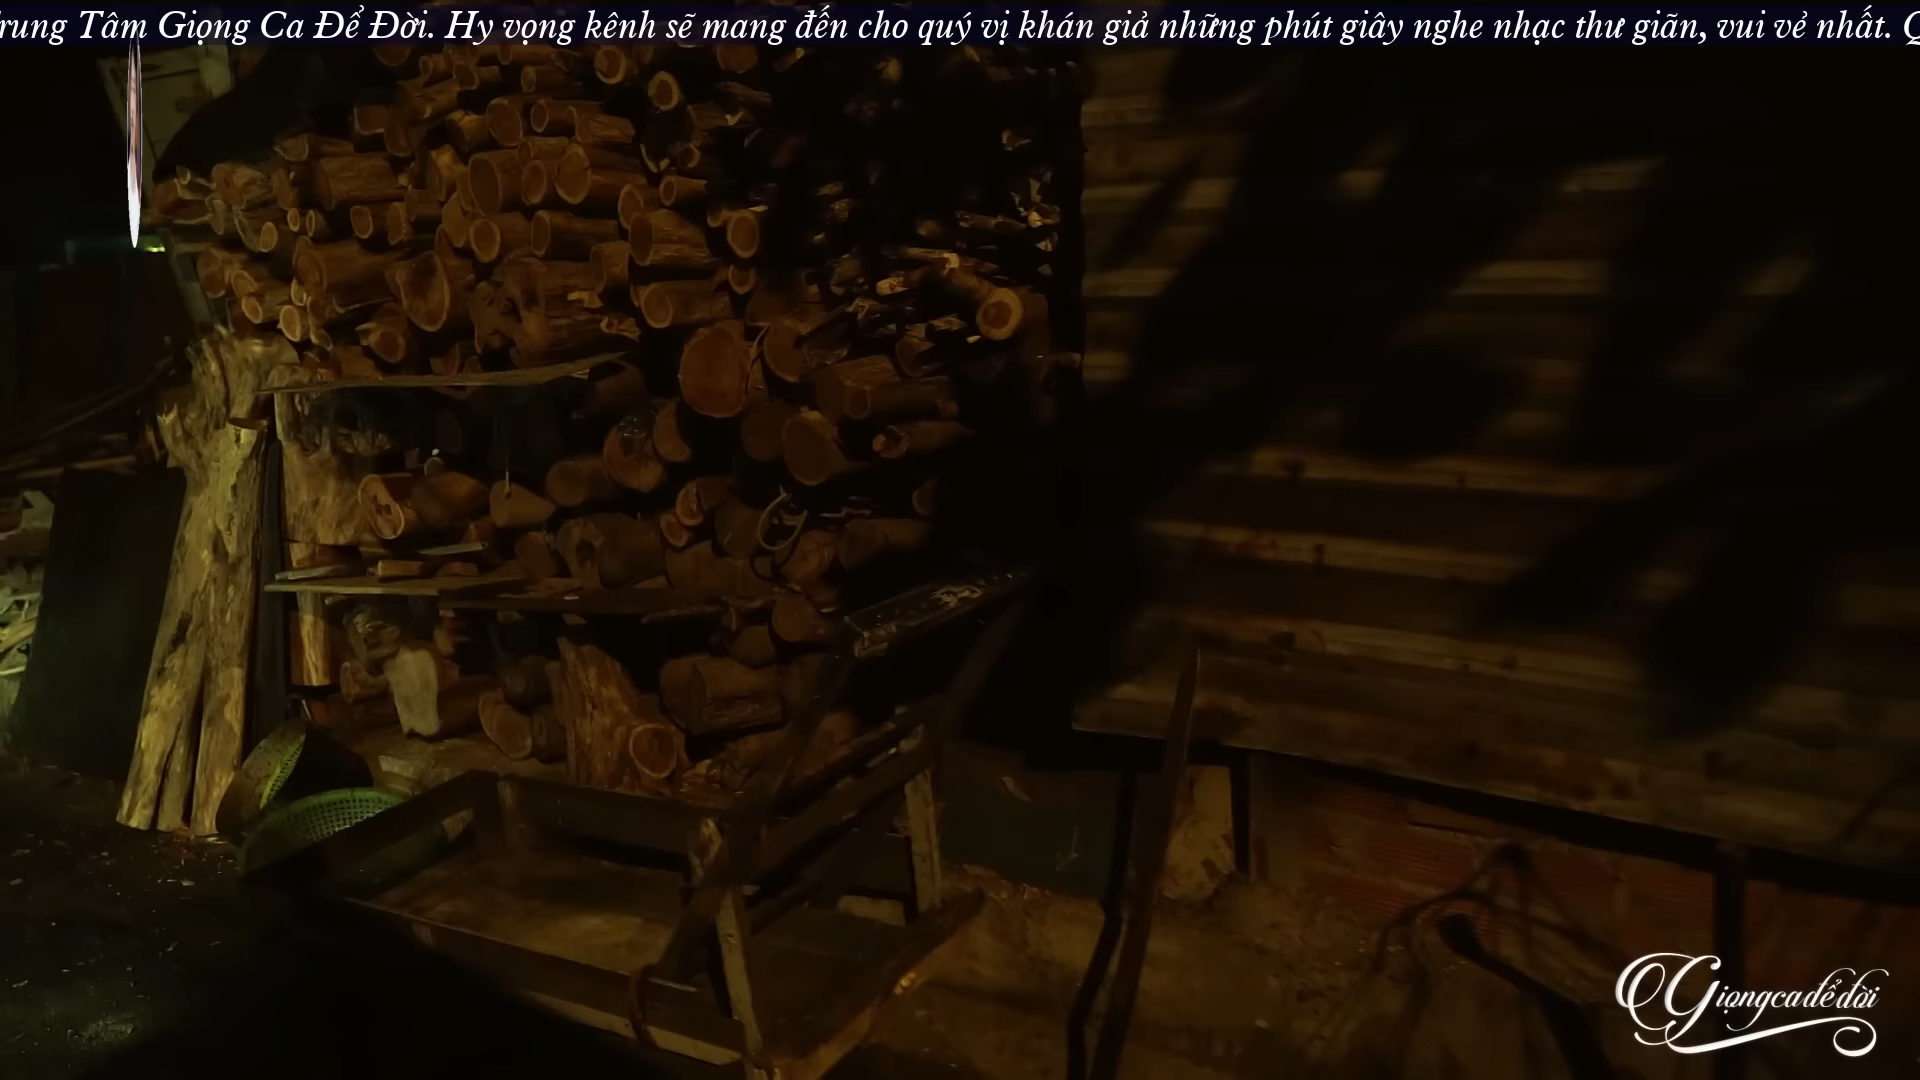 rung Tâm Giọng Ca Để Đời. Hy vọng kênh sẽ mang đến cho quý vị khán giả những phút giây nghe nhạc thư giãn, vui vẻ nhất. Q
Giọngcađểđời